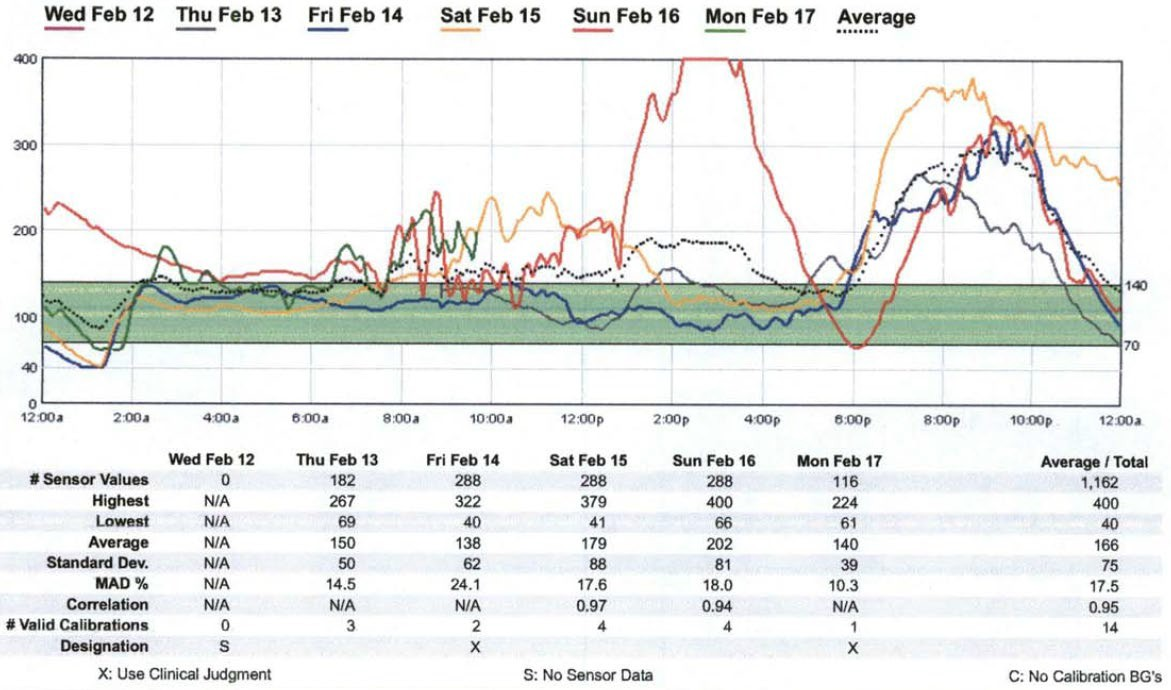 Wed Feb 12 Thu Feb 13 Fri Feb 14 Sat Feb 15 Sun Feb 16 Mon Feb 17 Average
400
300
200
140
100
70
40
0
12:00a 2:00a 4:00a 6:00a 8:00a 10:00a 12:00p 2:00p 4:00p 6:00p 8:00p 10:00p 12:00a
Wed Feb 12 Thu Feb 13 Fri Feb 14 Sat Feb 15 Sun Feb 16 Mon Feb 17 Average / Total
# Sensor Values 0 182 288 288 288 116 1,162
Highest N/A 267 322 379 400 224 400
Lowest N/A 69 40 41 66 61 40
Average N/A 150 138 179 202 140 166
Standard Dev. N/A 50 62 88 81 39 75
MAD % N/A 14.5 24.1 17.6 18.0 10.3 17.5
Correlation N/A N/A N/A 0.97 0.94 N/A 0.95
# Valid Calibrations 0 3 2 4 4 1 14
Designation S X X
X: Use Clinical Judgment S: No Sensor Data C: No Calibration BG's